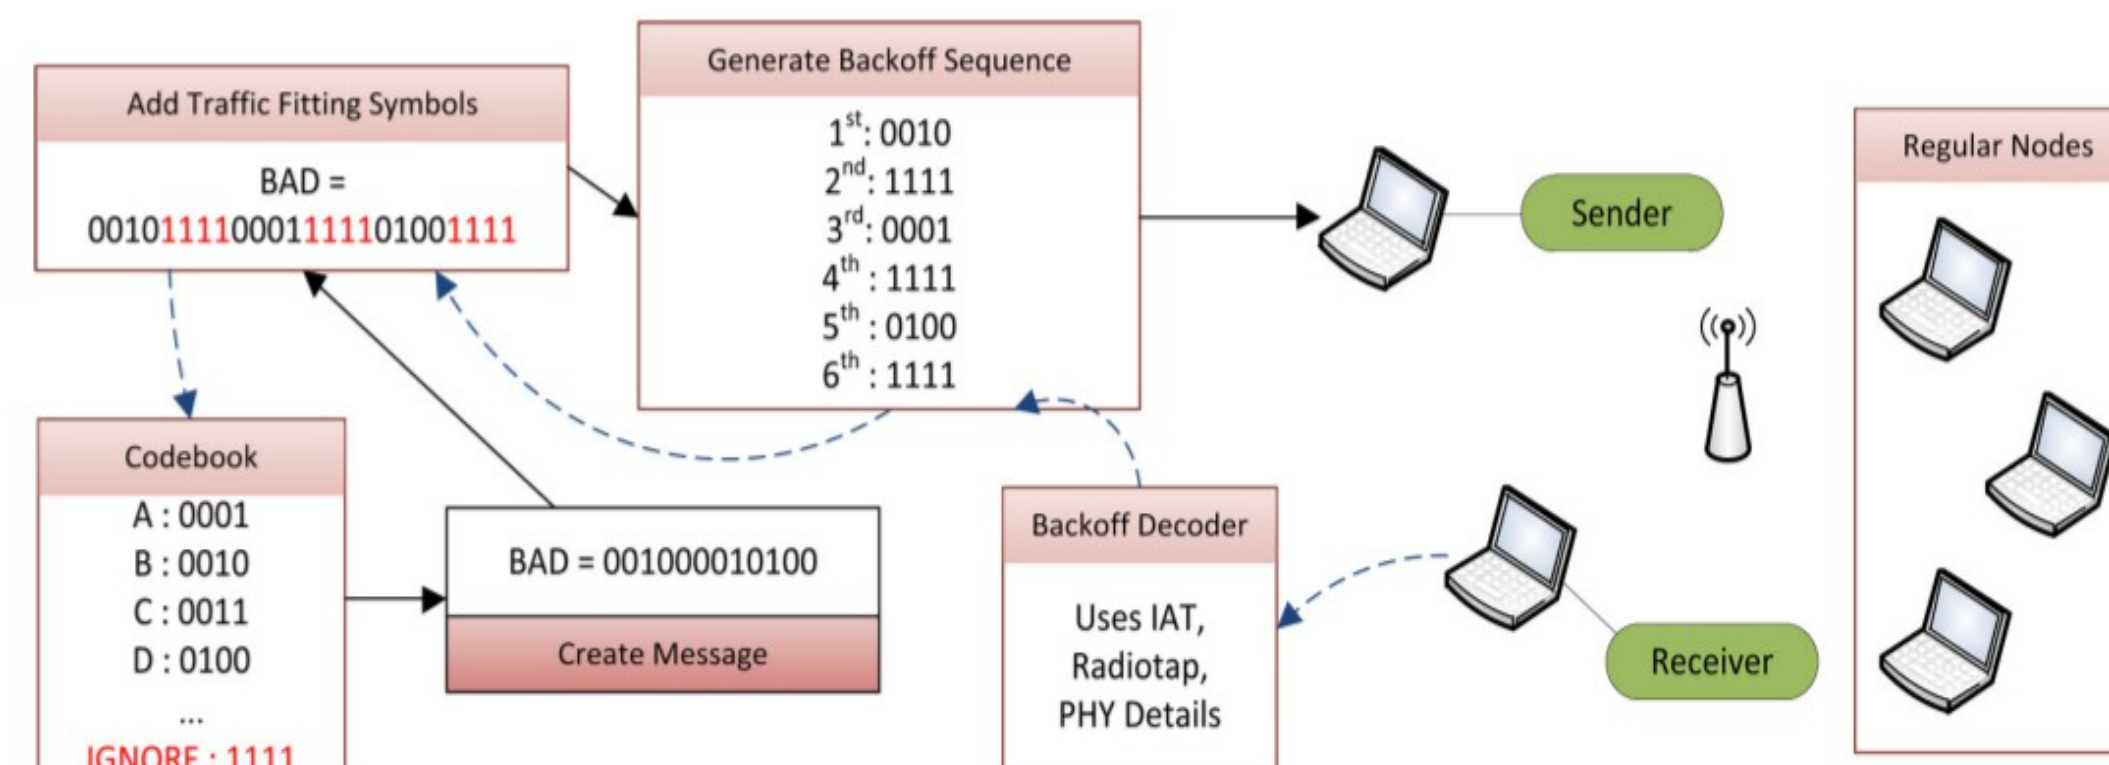 Add Traffic Fitting Symbols
BAD =
001011110001111101001111
Generate Backoff Sequence
1st: 0010
2nd: 1111
3rd: 0001
4th : 1111
5th : 0100
6th : 1111
Sender
Regular Nodes
Codebook
A : 0001
B : 0010
C : 0011
D : 0100
...
IGNORE : 1111
BAD = 001000010100
Create Message
Backoff Decoder
Uses IAT,
Radiotap,
PHY Details
Receiver